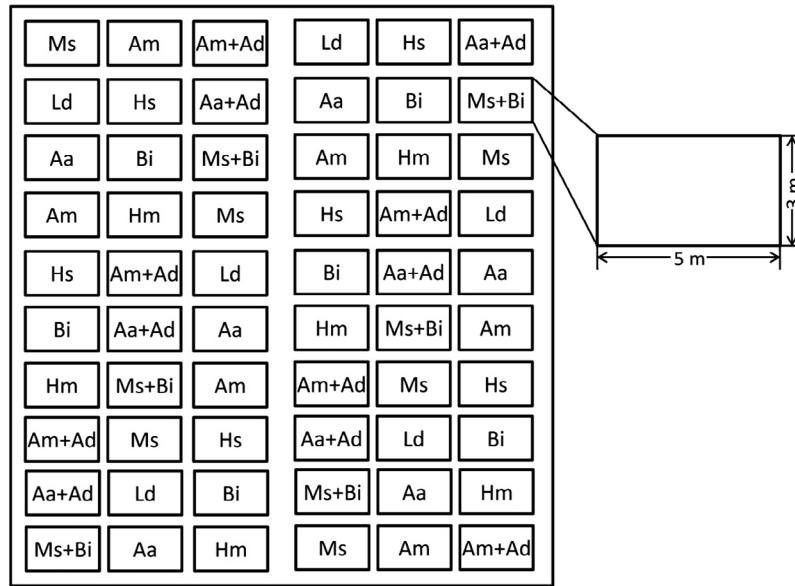 Ms Am Am+Ad Ld Hs Aa+Ad
Ld Hs Aa+Ad Aa Bi Ms+Bi
Aa Bi Ms+Bi Am Hm Ms
Am Hm Ms Hs Am+Ad Ld
Hs Am+Ad Ld Bi Aa+Ad Aa
Bi Aa+Ad Aa Hm Ms+Bi Am
Hm Ms+Bi Am Am+Ad Ms Hs
Am+Ad Ms Hs Aa+Ad Ld Bi
Aa+Ad Ld Bi Ms+Bi Aa Hm
Ms+Bi Aa Hm Ms Am Am+Ad
3 m
5 m